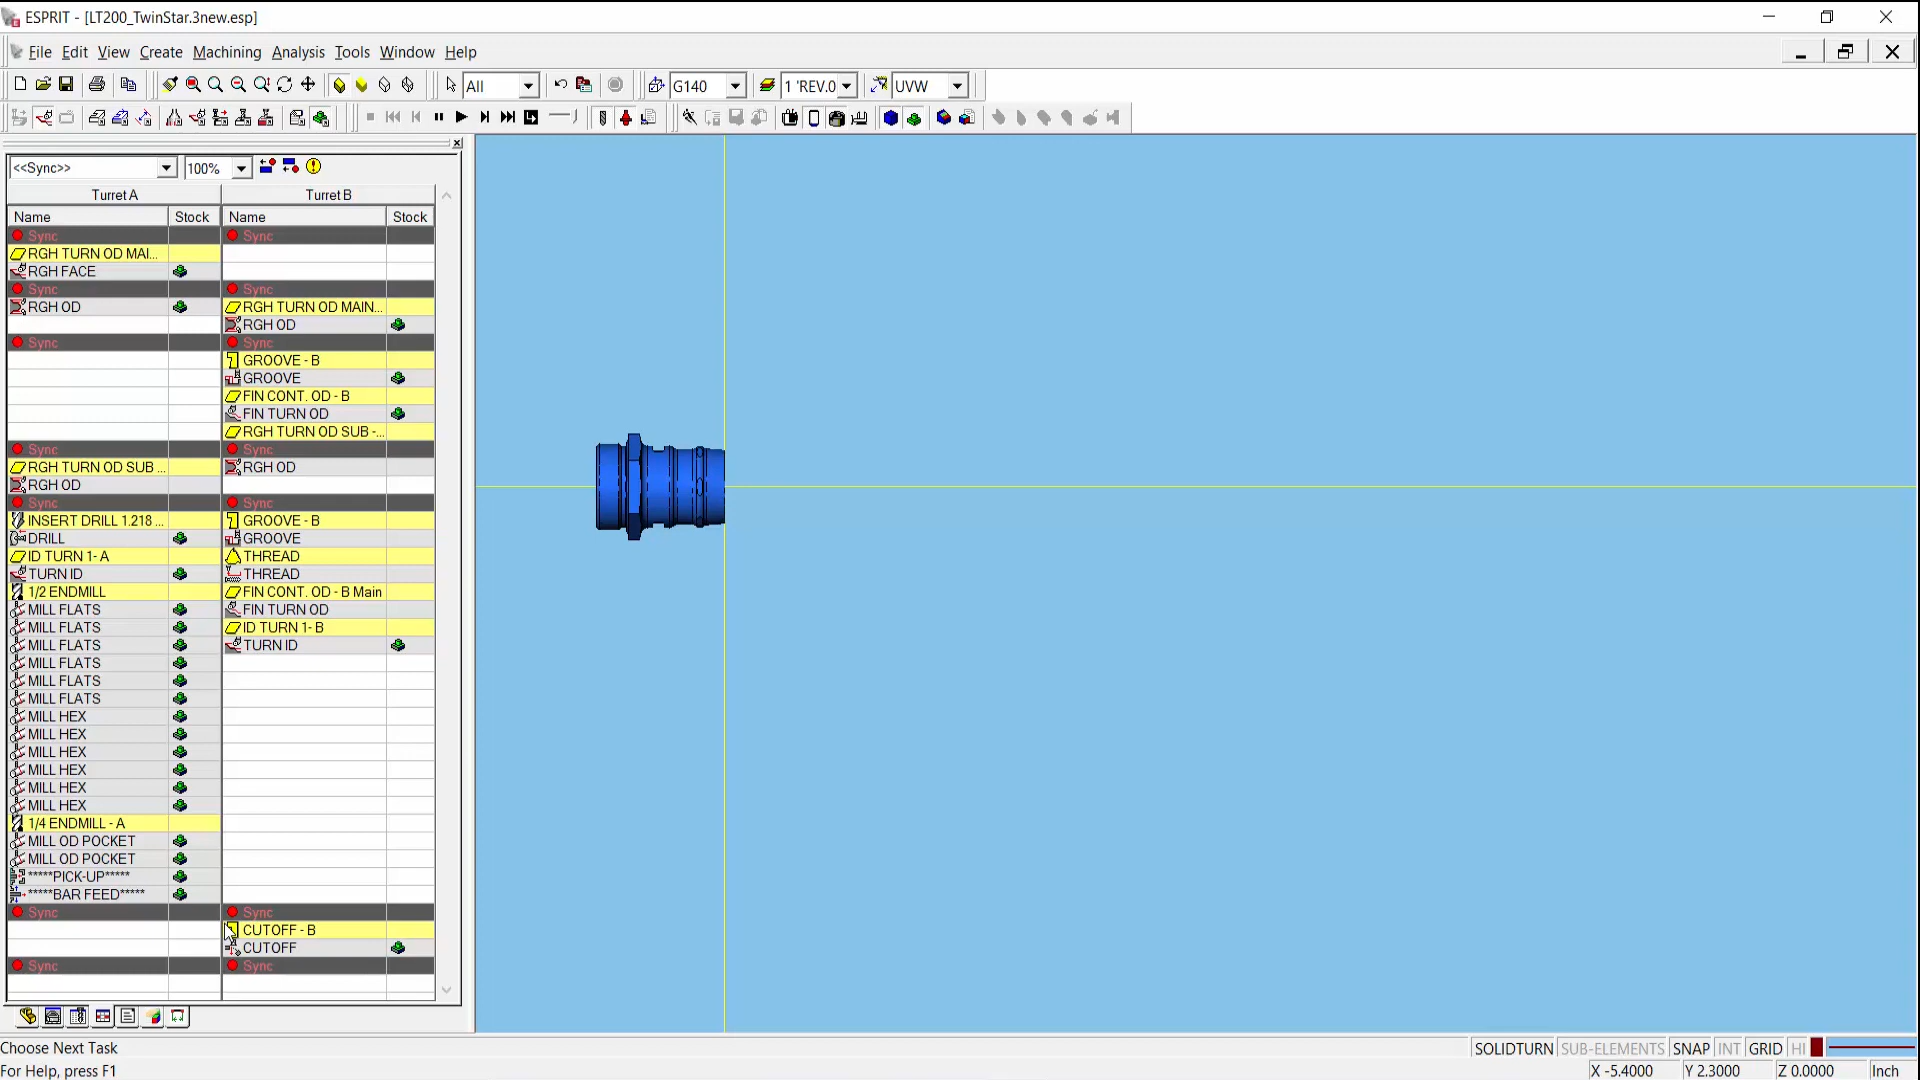 ESPRIT - [LT200_TwinStar.3new.esp]
File Edit View Create Machining Analysis Tools Window Help
All G140 1 'REV.0 UVW
<<Sync>> 100%
Turret A Turret B
Name Stock Name Stock
Sync Sync
RGH TURN OD MAI...
RGH FACE
Sync Sync
RGH OD RGH TURN OD MAIN...
RGH OD
Sync Sync
GROOVE - B
GROOVE
FIN CONT. OD - B
FIN TURN OD
RGH TURN OD SUB -...
Sync Sync
RGH TURN OD SUB ... RGH OD
RGH OD
Sync Sync
INSERT DRILL 1.218 ... GROOVE - B
DRILL GROOVE
ID TURN 1- A THREAD
TURN ID THREAD
1/2 ENDMILL FIN CONT. OD - B Main
MILL FLATS FIN TURN OD
MILL FLATS ID TURN 1- B
MILL FLATS TURN ID
MILL FLATS
MILL FLATS
MILL FLATS
MILL HEX
MILL HEX
MILL HEX
MILL HEX
MILL HEX
MILL HEX
1/4 ENDMILL - A
MILL OD POCKET
MILL OD POCKET
*****PICK-UP*****
*****BAR FEED*****
Sync Sync
CUTOFF - B
CUTOFF
Sync Sync
Choose Next Task SOLIDTURN SUB-ELEMENTS SNAP INT GRID HI
For Help, press F1 X -5.4000 Y 2.3000 Z 0.0000 Inch